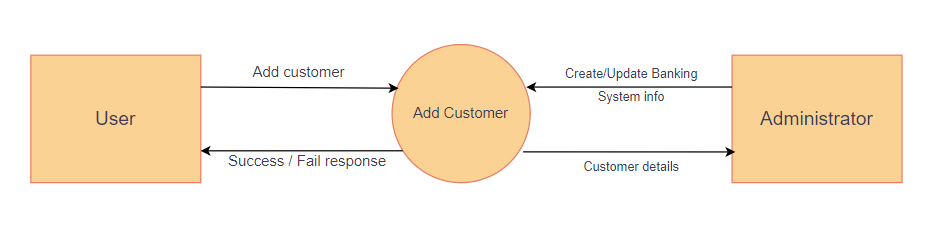 Add customer
Create/Update Banking
System info
User
Add Customer
Administrator
Success / Fail response
Customer details